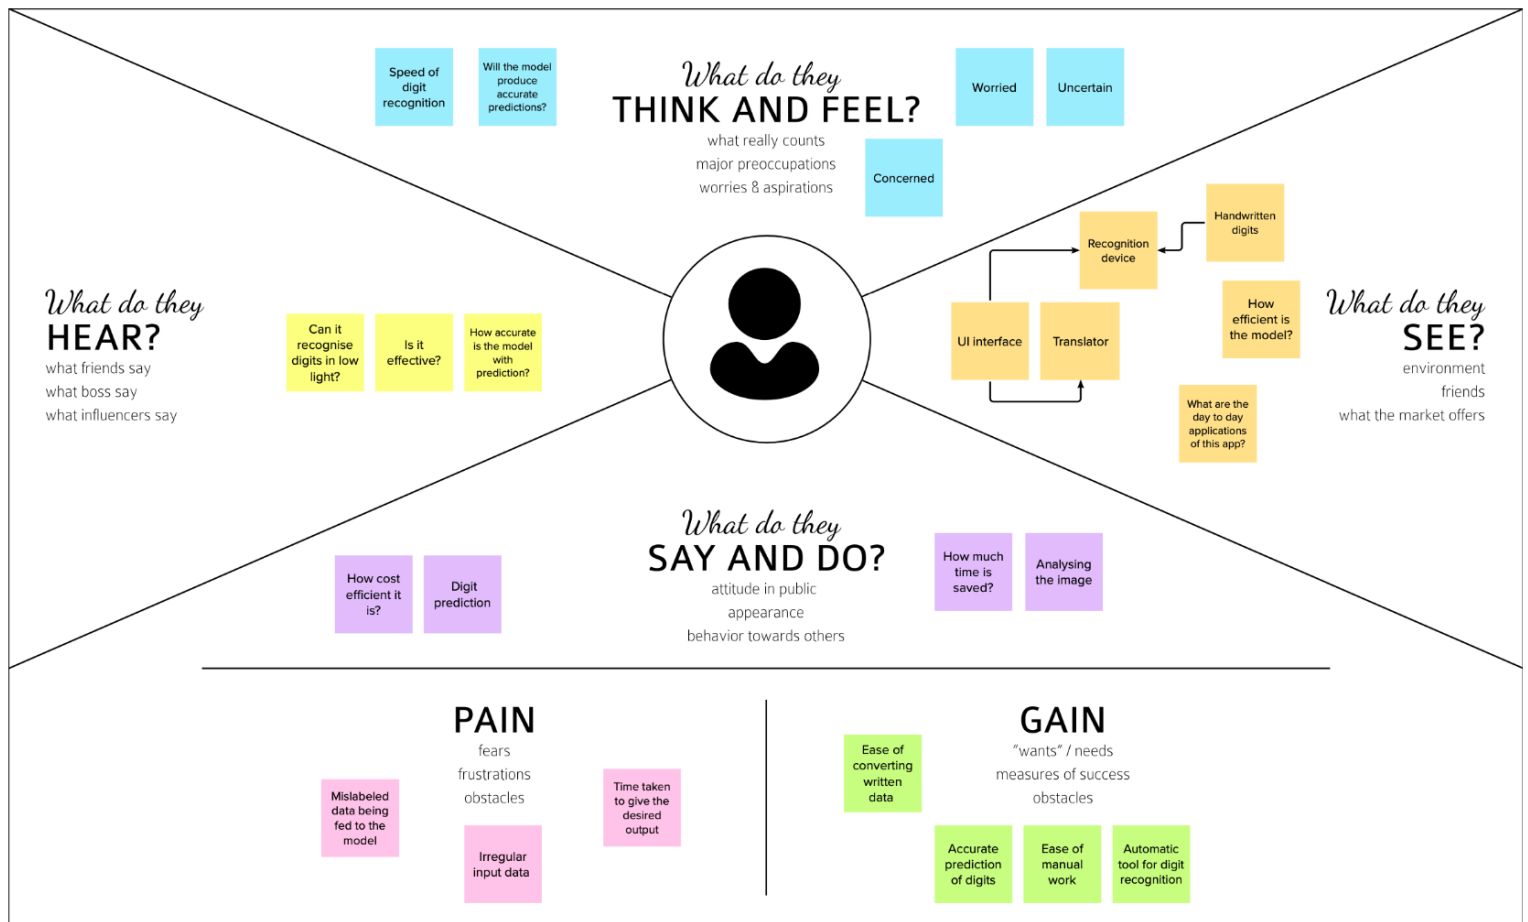 What do they
THINK AND FEEL?
what really counts
major preoccupations
worries & aspirations
Speed of
digit
recognition
Will the model
produce
accurate
predictions?
Worried
Uncertain
Concerned
What do they
HEAR?
what friends say
what boss say
what influencers say
Can it
recognise
digits in low
light?
Is it
effective?
How accurate
is the model
with
prediction?
What do they
SEE?
environment
friends
what the market offers
Handwritten
digits
Recognition
device
UI interface
Translator
How
efficient is
the model?
What are the
day to day
applications
of this app?
What do they
SAY AND DO?
attitude in public
appearance
behavior towards others
How cost
efficient it
is?
Digit
prediction
How much
time is
saved?
Analysing
the image
PAIN
fears
frustrations
obstacles
Mislabeled
data being
fed to the
model
Irregular
input data
Time taken
to give the
desired
output
GAIN
"wants" / needs
measures of success
obstacles
Ease of
converting
written
data
Accurate
prediction
of digits
Ease of
manual
work
Automatic
tool for digit
recognition